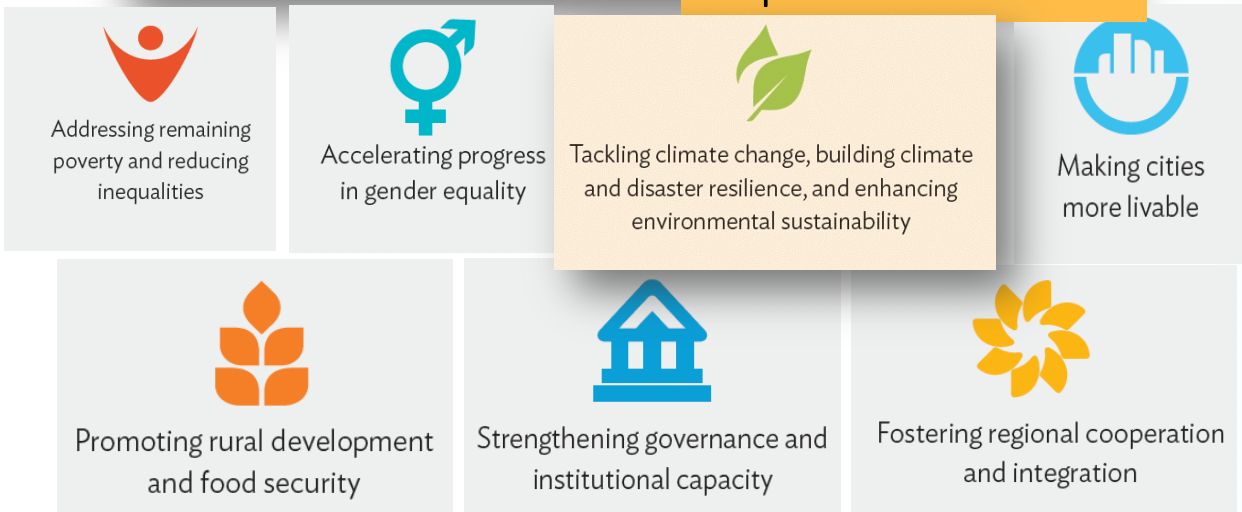 Addressing remaining
poverty and reducing
inequalities
Accelerating progress
in gender equality
Tackling climate change, building climate
and disaster resilience, and enhancing
environmental sustainability
Making cities
more livable
Promoting rural development
and food security
Strengthening governance and
institutional capacity
Fostering regional cooperation
and integration